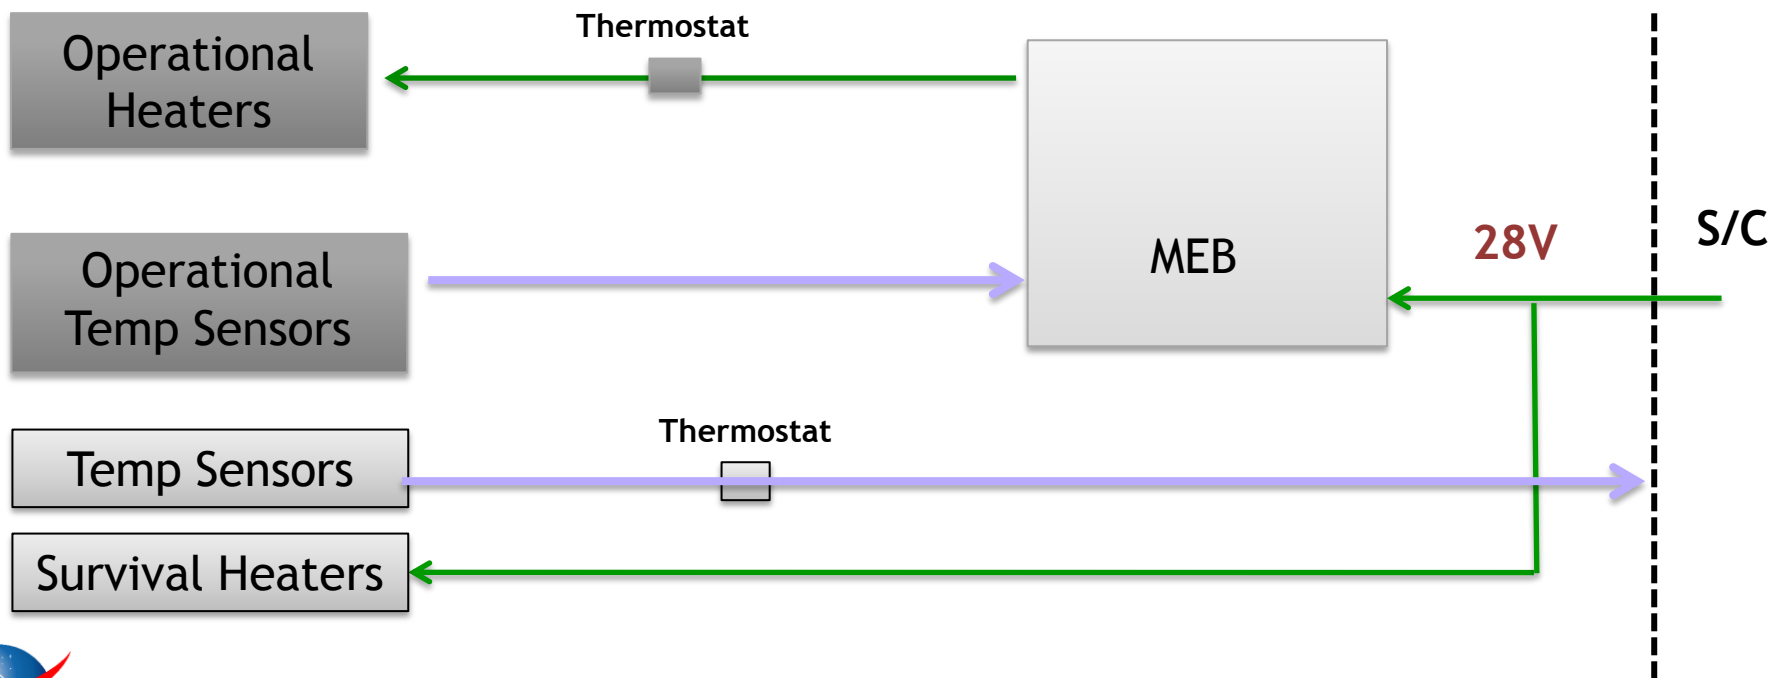 Thermostat
Operational
Heaters
S/C
28V
MEB
Operational
Temp Sensors
Thermostat
Temp Sensors
Survival Heaters